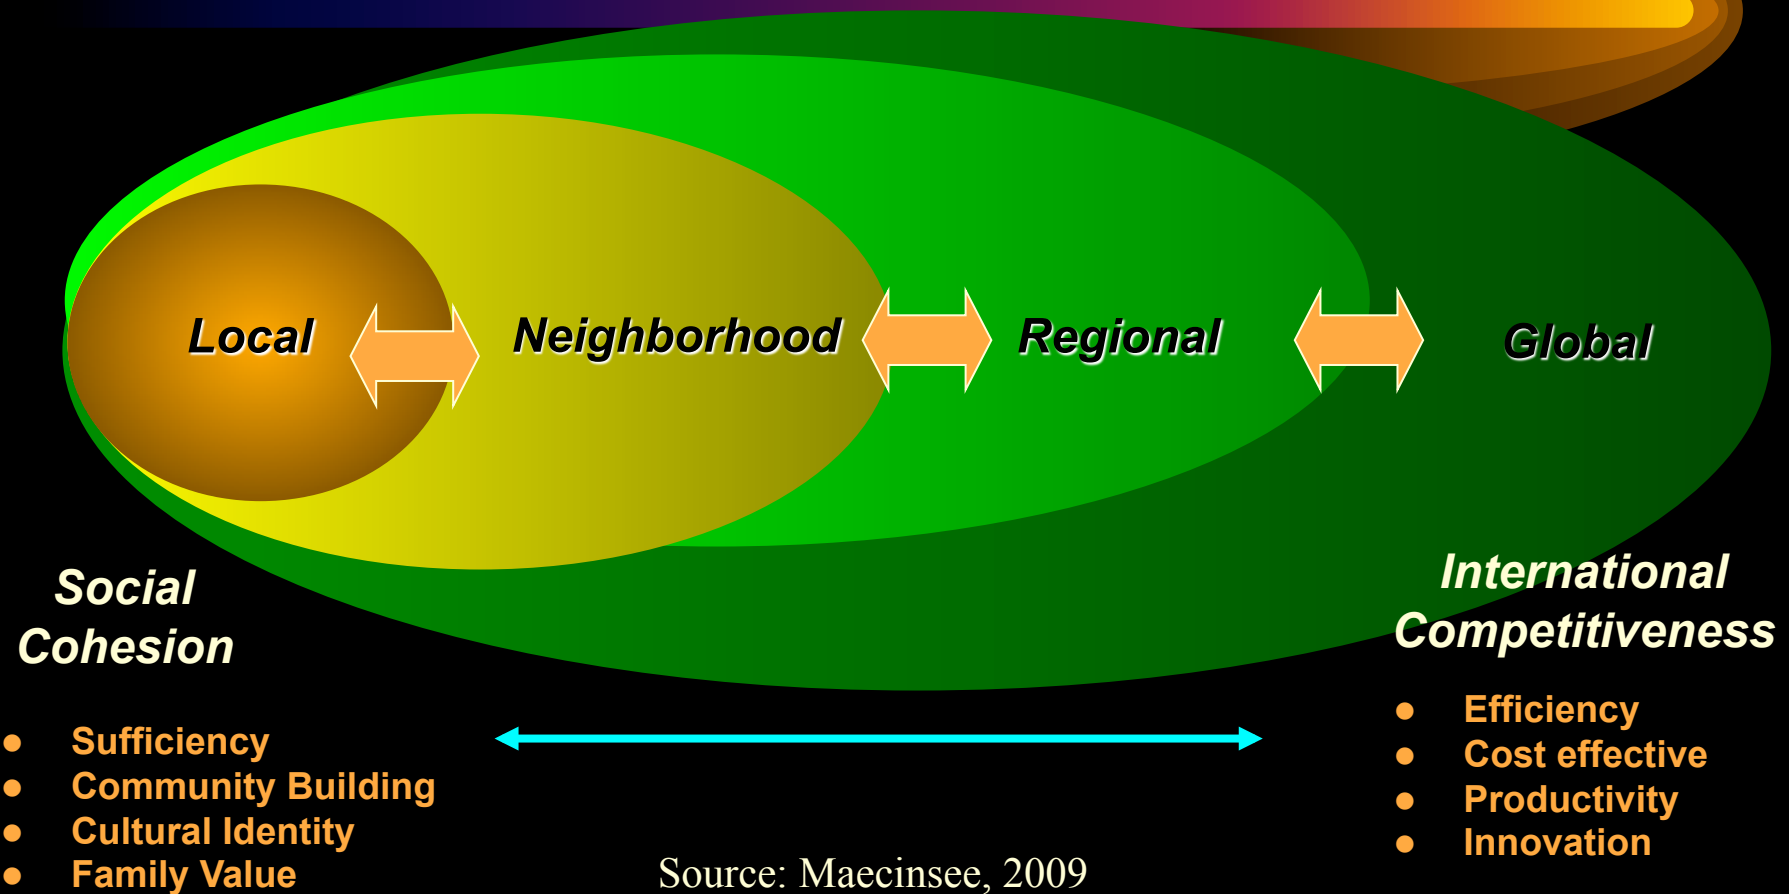 Local
Neighborhood
Regional
Global
Social
Cohesion
● Sufficiency
● Community Building
● Cultural Identity
● Family Value
International
Competitiveness
● Efficiency
● Cost effective
● Productivity
● Innovation
Source: Maecinsee, 2009